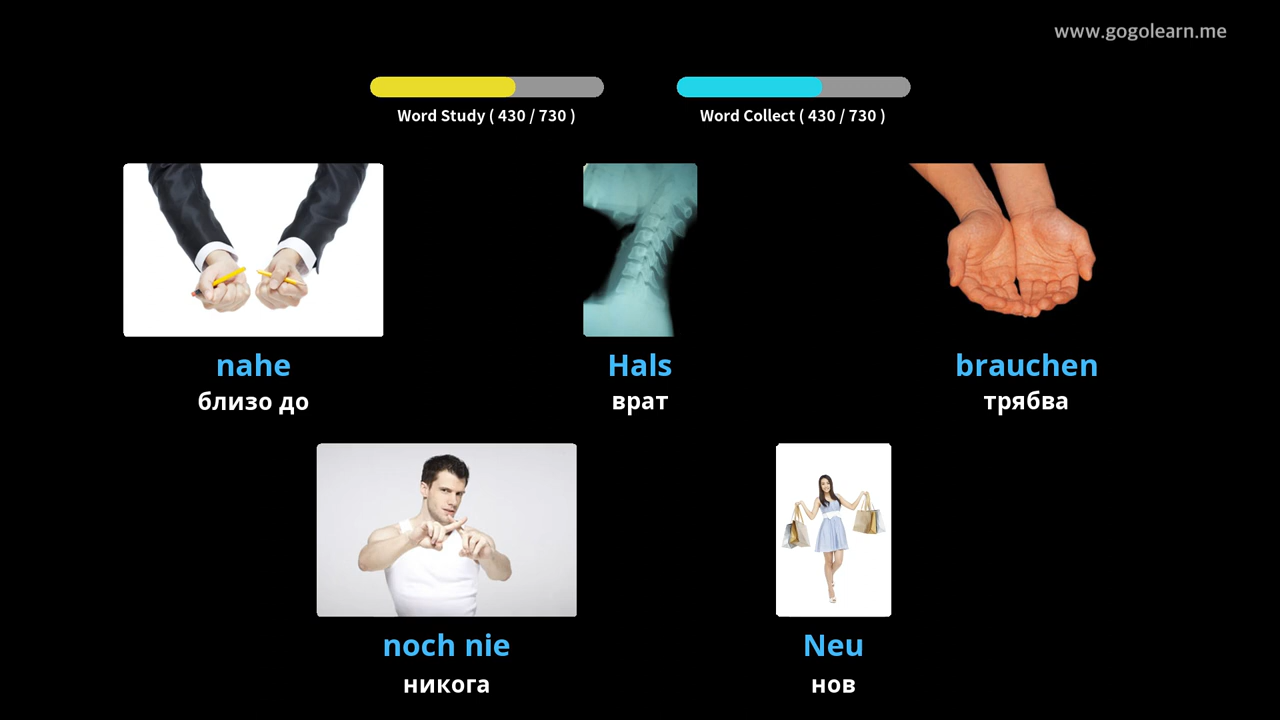 www.gogolearn.me
Word Study ( 430 / 730 )
Word Collect ( 430 / 730 )
nahe
близо до
Hals
врат
brauchen
трябва
noch nie
никога
Neu
нов